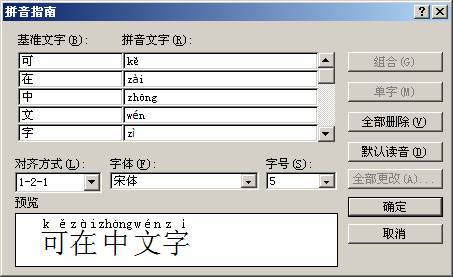 拼音指南
基准文字(B): 拼音文字(R):
可 kě 组合(G)
在 zài 单字(M)
中 zhōng
文 wén 全部删除(V)
字 zì
默认读音(D)
对齐方式(L): 字体(F): 字号(S):
1-2-1 宋体 5 全部更改(A)...
预览 确定
kězàizhōngwénzì
可在中文字 取消